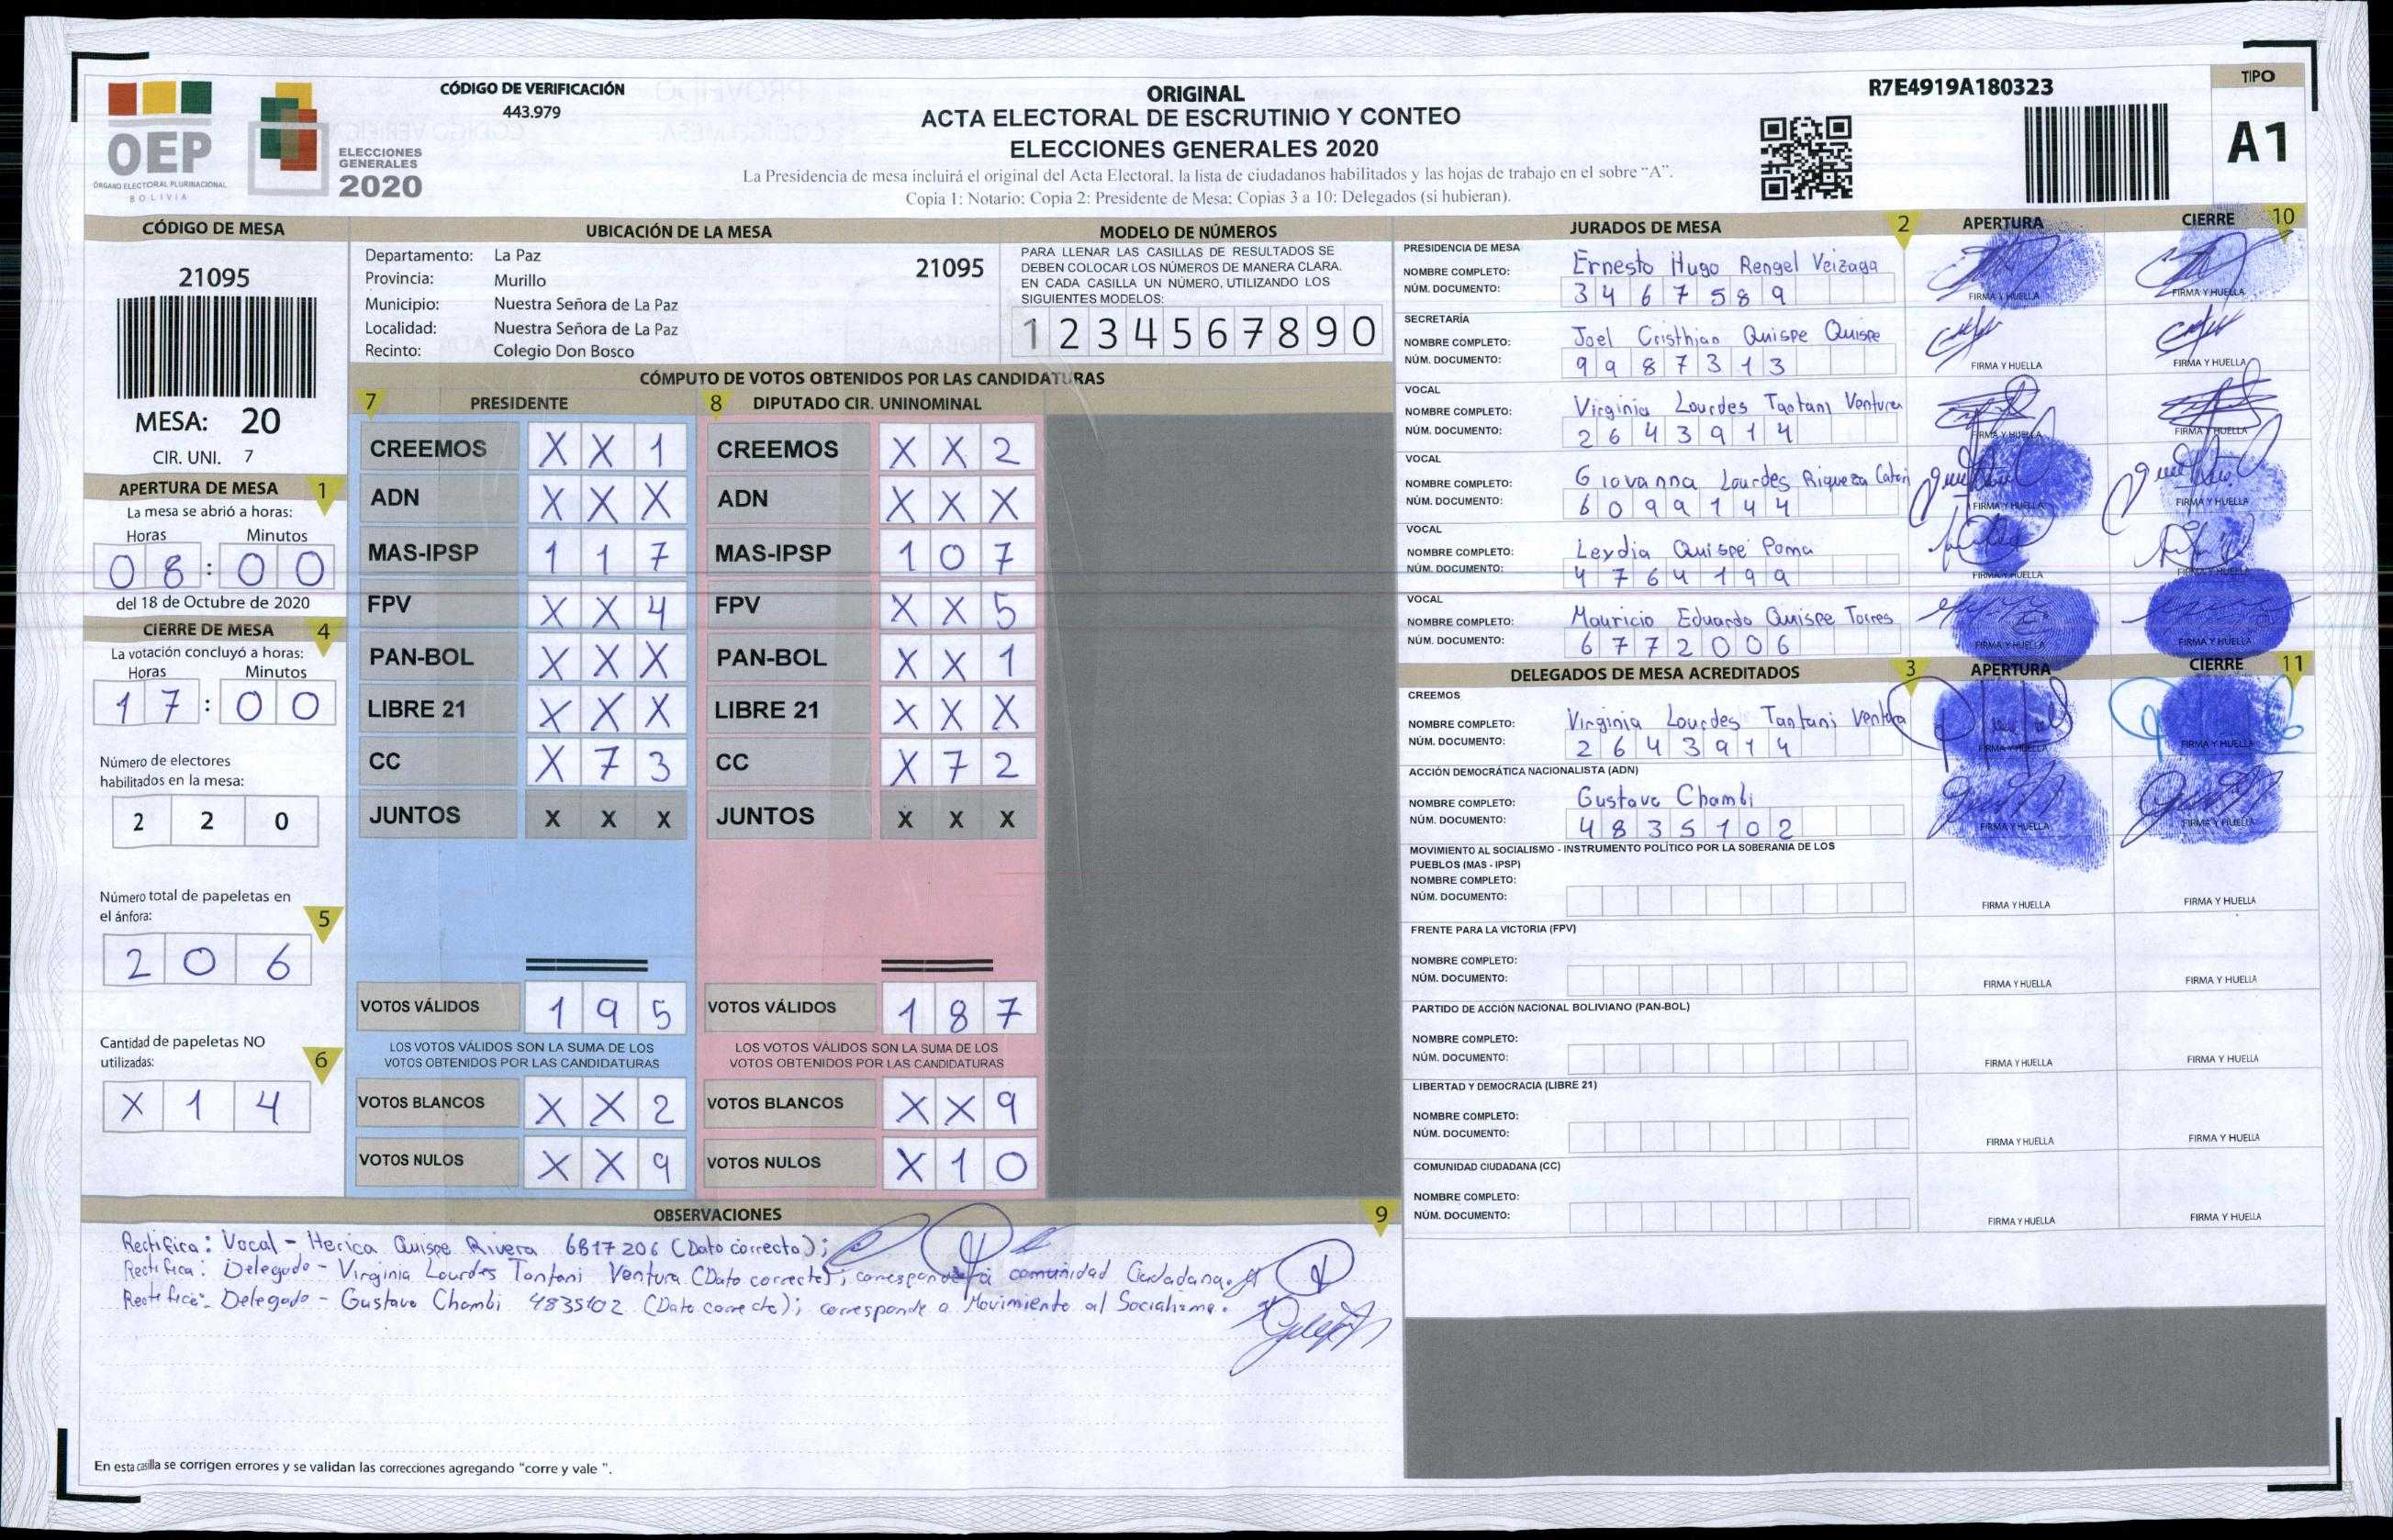 OEP
ÓRGANO ELECTORAL PLURINACIONAL
BOLIVIA
ELECCIONES
GENERALES
2020
CÓDIGO DE VERIFICACIÓN
443.979
ORIGINAL
ACTA ELECTORAL DE ESCRUTINIO Y CONTEO
ELECCIONES GENERALES 2020
La Presidencia de mesa incluirá el original del Acta Electoral, la lista de ciudadanos habilitados y las hojas de trabajo en el sobre "A".
Copia 1: Notario: Copia 2: Presidente de Mesa: Copias 3 a 10: Delegados (si hubieran).
R7E4919A180323
TIPO
A1
CÓDIGO DE MESA
21095
MESA: 20
CIR. UNI. 7
APERTURA DE MESA 1
La mesa se abrió a horas:
Horas Minutos
0 8 : 0 0
del 18 de Octubre de 2020
CIERRE DE MESA 4
La votación concluyó a horas:
Horas Minutos
1 7 : 0 0
Número de electores
habilitados en la mesa:
2 2 0
Número total de papeletas en
el ánfora: 5
2 0 6
Cantidad de papeletas NO
utilizadas: 6
X 1 4
UBICACIÓN DE LA MESA
Departamento: La Paz
Provincia: Murillo
Municipio: Nuestra Señora de La Paz
Localidad: Nuestra Señora de La Paz
Recinto: Colegio Don Bosco
21095
MODELO DE NÚMEROS
PARA LLENAR LAS CASILLAS DE RESULTADOS SE
DEBEN COLOCAR LOS NÚMEROS DE MANERA CLARA.
EN CADA CASILLA UN NÚMERO, UTILIZANDO LOS
SIGUIENTES MODELOS:
1 2 3 4 5 6 7 8 9 0
CÓMPUTO DE VOTOS OBTENIDOS POR LAS CANDIDATURAS
7 PRESIDENTE
CREEMOS X X 1
ADN X X X
MAS-IPSP 1 1 7
FPV X X 4
PAN-BOL X X X
LIBRE 21 X X X
CC X 7 3
JUNTOS X X X
VOTOS VÁLIDOS 1 9 5
LOS VOTOS VÁLIDOS SON LA SUMA DE LOS
VOTOS OBTENIDOS POR LAS CANDIDATURAS
VOTOS BLANCOS X X 2
VOTOS NULOS X X 9
8 DIPUTADO CIR. UNINOMINAL
CREEMOS X X 2
ADN X X X
MAS-IPSP 1 0 7
FPV X X 5
PAN-BOL X X 1
LIBRE 21 X X X
CC X 7 2
JUNTOS X X X
VOTOS VÁLIDOS 1 8 7
LOS VOTOS VÁLIDOS SON LA SUMA DE LOS
VOTOS OBTENIDOS POR LAS CANDIDATURAS
VOTOS BLANCOS X X 9
VOTOS NULOS X 1 0
OBSERVACIONES 9
Rectifica: Vocal - Herica Quispe Rivera 6817206 (Dato correcto);
Rectifica: Delegado - Virginia Lourdes Tantani Ventura (Dato correcto); corresponde a comunidad Ciudadana.
Rectifica: Delegado - Gustavo Chambi 4835102 (Dato correcto); corresponde a Movimiento al Socialismo.
En esta casilla se corrigen errores y se validan las correcciones agregando "corre y vale ".
JURADOS DE MESA 2 APERTURA CIERRE 10
PRESIDENCIA DE MESA
NOMBRE COMPLETO: Ernesto Hugo Rengel Veizaga
NÚM. DOCUMENTO: 3 4 6 7 5 8 9
FIRMA Y HUELLA FIRMA Y HUELLA
SECRETARÍA
NOMBRE COMPLETO: Joel Cristhian Quispe Quispe
NÚM. DOCUMENTO: 9 9 8 7 3 1 3
FIRMA Y HUELLA FIRMA Y HUELLA
VOCAL
NOMBRE COMPLETO: Virginia Lourdes Tantani Ventura
NÚM. DOCUMENTO: 2 6 4 3 9 1 4
FIRMA Y HUELLA FIRMA Y HUELLA
VOCAL
NOMBRE COMPLETO: Giovanna Lourdes Riqueza
NÚM. DOCUMENTO: 6 0 9 9 1 4 4
FIRMA Y HUELLA FIRMA Y HUELLA
VOCAL
NOMBRE COMPLETO: Leydia Quispe Poma
NÚM. DOCUMENTO: 4 7 6 4 1 9 9
FIRMA Y HUELLA FIRMA Y HUELLA
VOCAL
NOMBRE COMPLETO: Mauricio Eduardo Quispe Torres
NÚM. DOCUMENTO: 6 7 7 2 0 0 6
FIRMA Y HUELLA FIRMA Y HUELLA
DELEGADOS DE MESA ACREDITADOS 3 APERTURA CIERRE 11
CREEMOS
NOMBRE COMPLETO: Virginia Lourdes Tantani Ventura
NÚM. DOCUMENTO: 2 6 4 3 9 1 4
FIRMA Y HUELLA FIRMA Y HUELLA
ACCIÓN DEMOCRÁTICA NACIONALISTA (ADN)
NOMBRE COMPLETO: Gustavo Chambi
NÚM. DOCUMENTO: 4 8 3 5 1 0 2
FIRMA Y HUELLA FIRMA Y HUELLA
MOVIMIENTO AL SOCIALISMO - INSTRUMENTO POLÍTICO POR LA SOBERANIA DE LOS
PUEBLOS (MAS - IPSP)
NOMBRE COMPLETO:
NÚM. DOCUMENTO:
FIRMA Y HUELLA FIRMA Y HUELLA
FRENTE PARA LA VICTORIA (FPV)
NOMBRE COMPLETO:
NÚM. DOCUMENTO:
FIRMA Y HUELLA FIRMA Y HUELLA
PARTIDO DE ACCIÓN NACIONAL BOLIVIANO (PAN-BOL)
NOMBRE COMPLETO:
NÚM. DOCUMENTO:
FIRMA Y HUELLA FIRMA Y HUELLA
LIBERTAD Y DEMOCRACIA (LIBRE 21)
NOMBRE COMPLETO:
NÚM. DOCUMENTO:
FIRMA Y HUELLA FIRMA Y HUELLA
COMUNIDAD CIUDADANA (CC)
NOMBRE COMPLETO:
NÚM. DOCUMENTO:
FIRMA Y HUELLA FIRMA Y HUELLA